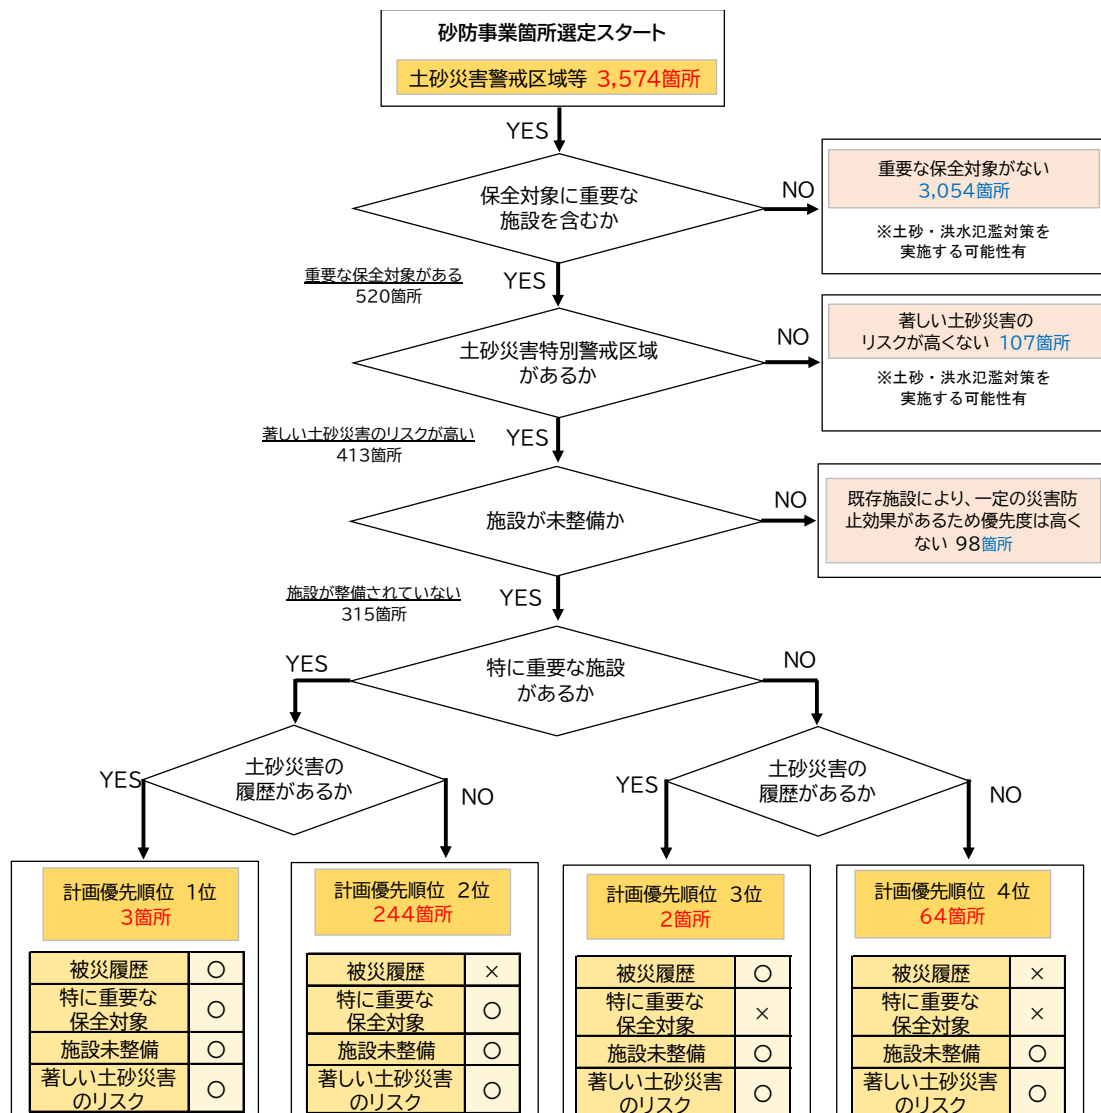 砂防事業箇所選定スタート
土砂災害警戒区域等 3,574箇所
YES
保全対象に重要な
施設を含むか
NO
重要な保全対象がない
3,054箇所
※土砂・洪水氾濫対策を
実施する可能性有
重要な保全対象がある
520箇所
YES
土砂災害特別警戒区域
があるか
NO
著しい土砂災害の
リスクが高くない 107箇所
※土砂・洪水氾濫対策を
実施する可能性有
著しい土砂災害のリスクが高い
413箇所
YES
施設が未整備か
NO
既存施設により、一定の災害防
止効果があるため優先度は高く
ない 98箇所
施設が整備されていない
315箇所
YES
特に重要な施設
があるか
YES
NO
土砂災害の
履歴があるか
YES
NO
土砂災害の
履歴があるか
YES
NO
計画優先順位 1位
3箇所
被災履歴 ○
特に重要な
保全対象 ○
施設未整備 ○
著しい土砂災害
のリスク ○
計画優先順位 2位
244箇所
被災履歴 ×
特に重要な
保全対象 ○
施設未整備 ○
著しい土砂災害
のリスク ○
計画優先順位 3位
2箇所
被災履歴 ○
特に重要な
保全対象 ×
施設未整備 ○
著しい土砂災害
のリスク ○
計画優先順位 4位
64箇所
被災履歴 ×
特に重要な
保全対象 ×
施設未整備 ○
著しい土砂災害
のリスク ○